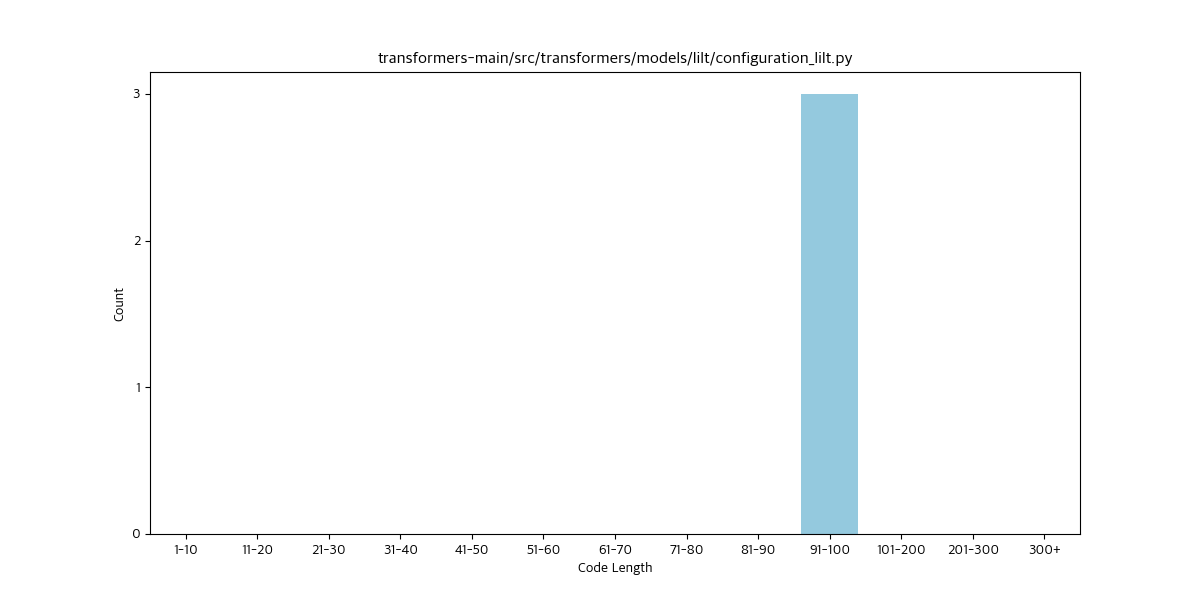 transformers-main/src/transformers/models/lilt/configuration_lilt.py
3
2
1
0
Count
1-10 11-20 21-30 31-40 41-50 51-60 61-70 71-80 81-90 91-100 101-200 201-300 300+
Code Length